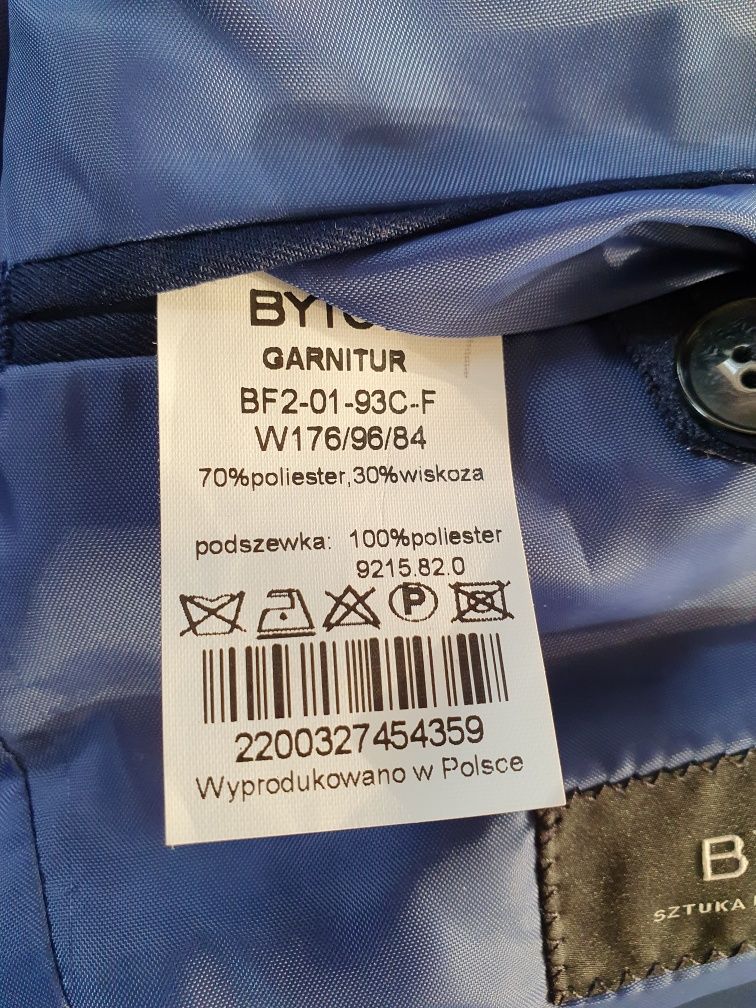 GARNITUR
BF2-01-93C-F
W176/96/84
70%poliester,30%wiskoza
podszewka: 100%poliester
9215.82.0
P
2200327454359
Wyprodukowano w Polsce
B
SZTUKA